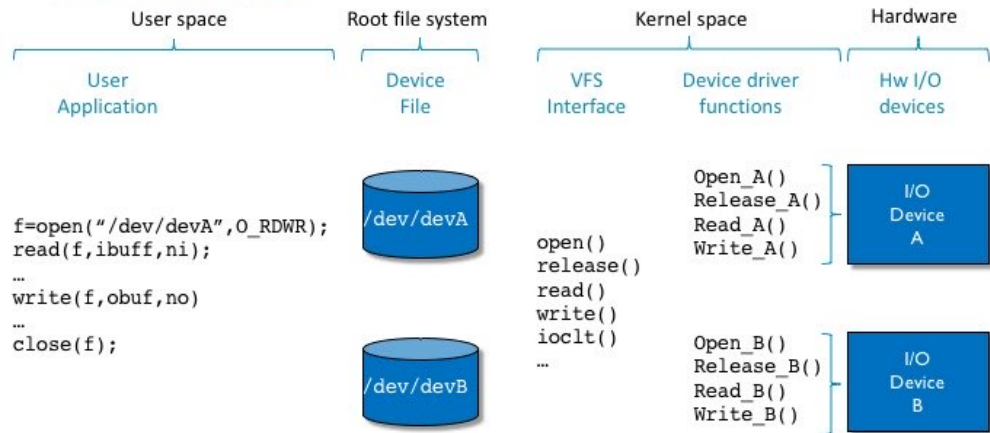 User space
Root file system
Kernel space
Hardware
User
Application
Device
File
VFS
Interface
Device driver
functions
Hw I/O
devices
f=open(“/dev/devA”,O_RDWR);
read(f,ibuff,ni);
…
write(f,obuf,no)
…
close(f);
/dev/devA
/dev/devB
open()
release()
read()
write()
ioclt()
…
Open_A()
Release_A()
Read_A()
Write_A()
I/O
Device
A
Open_B()
Release_B()
Read_B()
Write_B()
I/O
Device
B